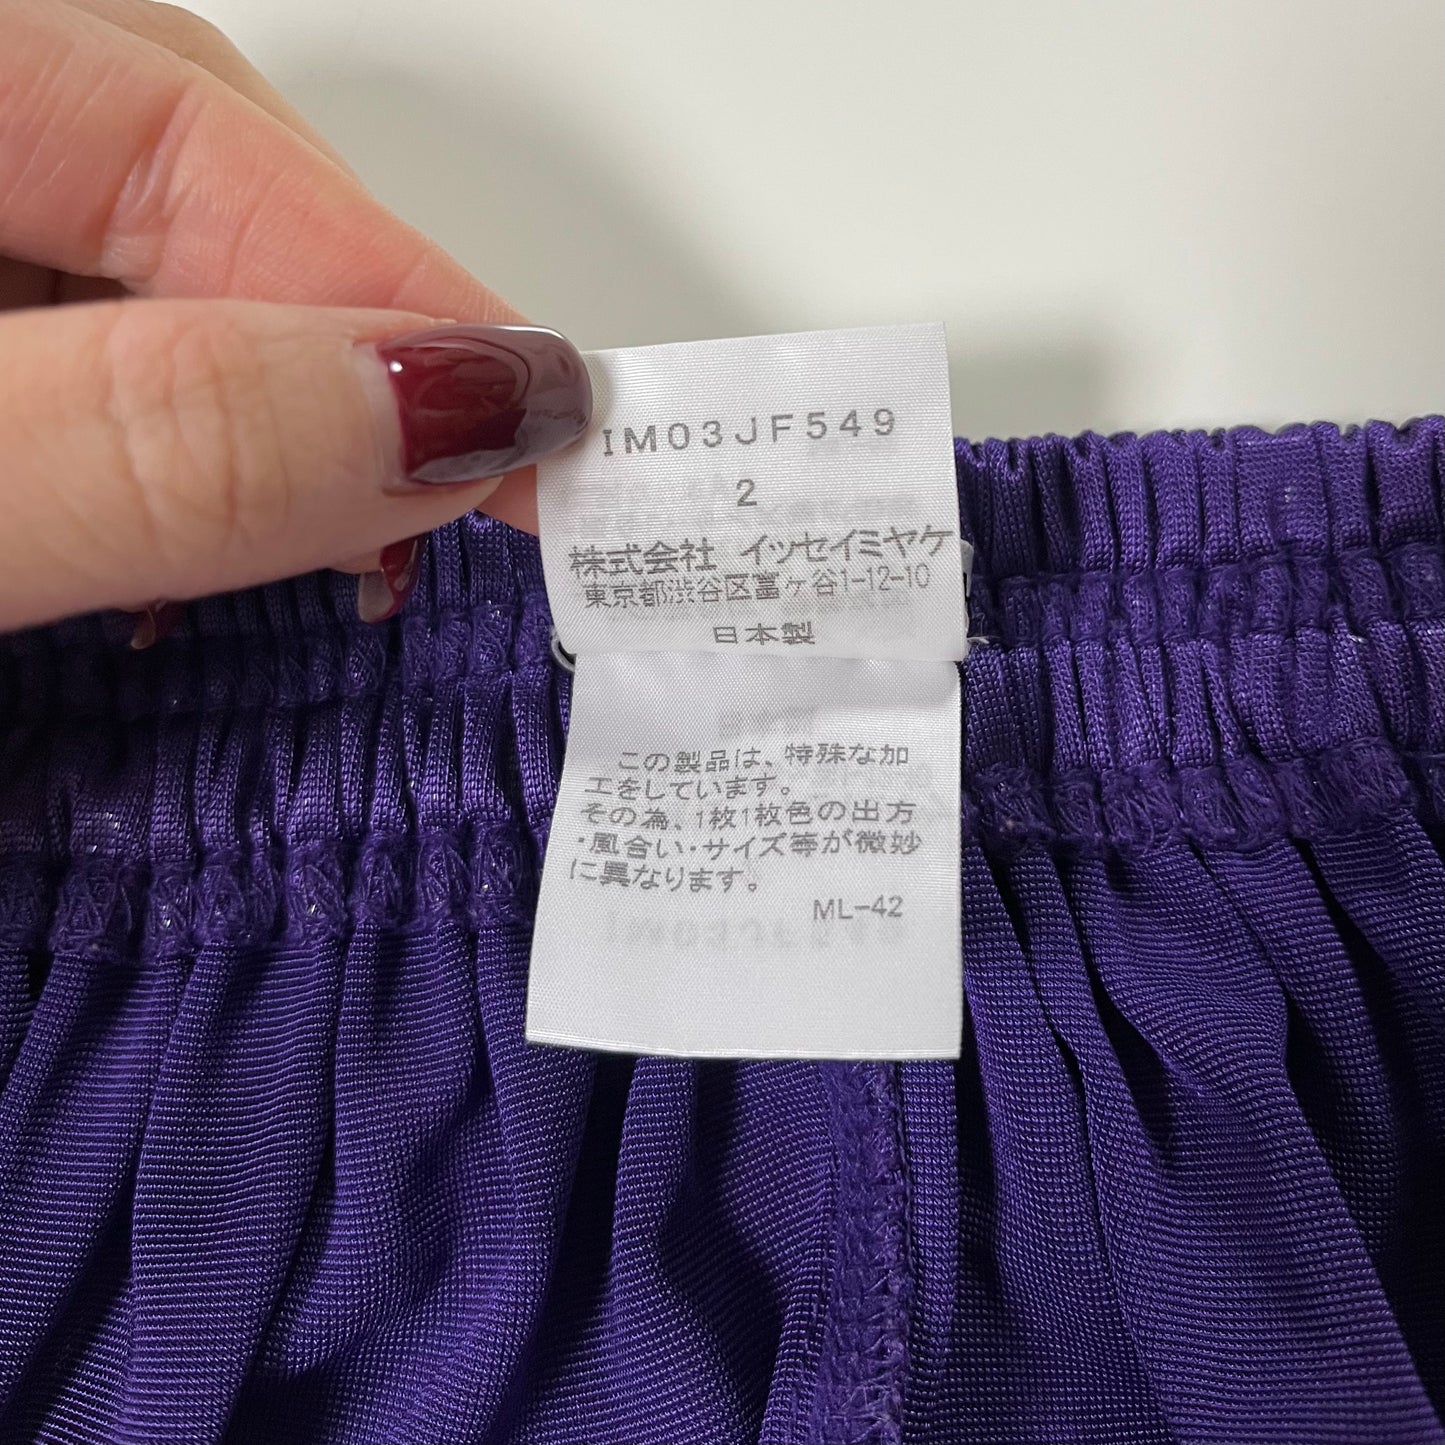 IM03JF549
2
株式会社 イッセイミヤケ
東京都渋谷区富ヶ谷1-12-10
日本製
この製品は、特殊な加
工をしています。
その為、1枚1枚色の出方
・風合い・サイズ等が微妙
に異なります。
ML-42